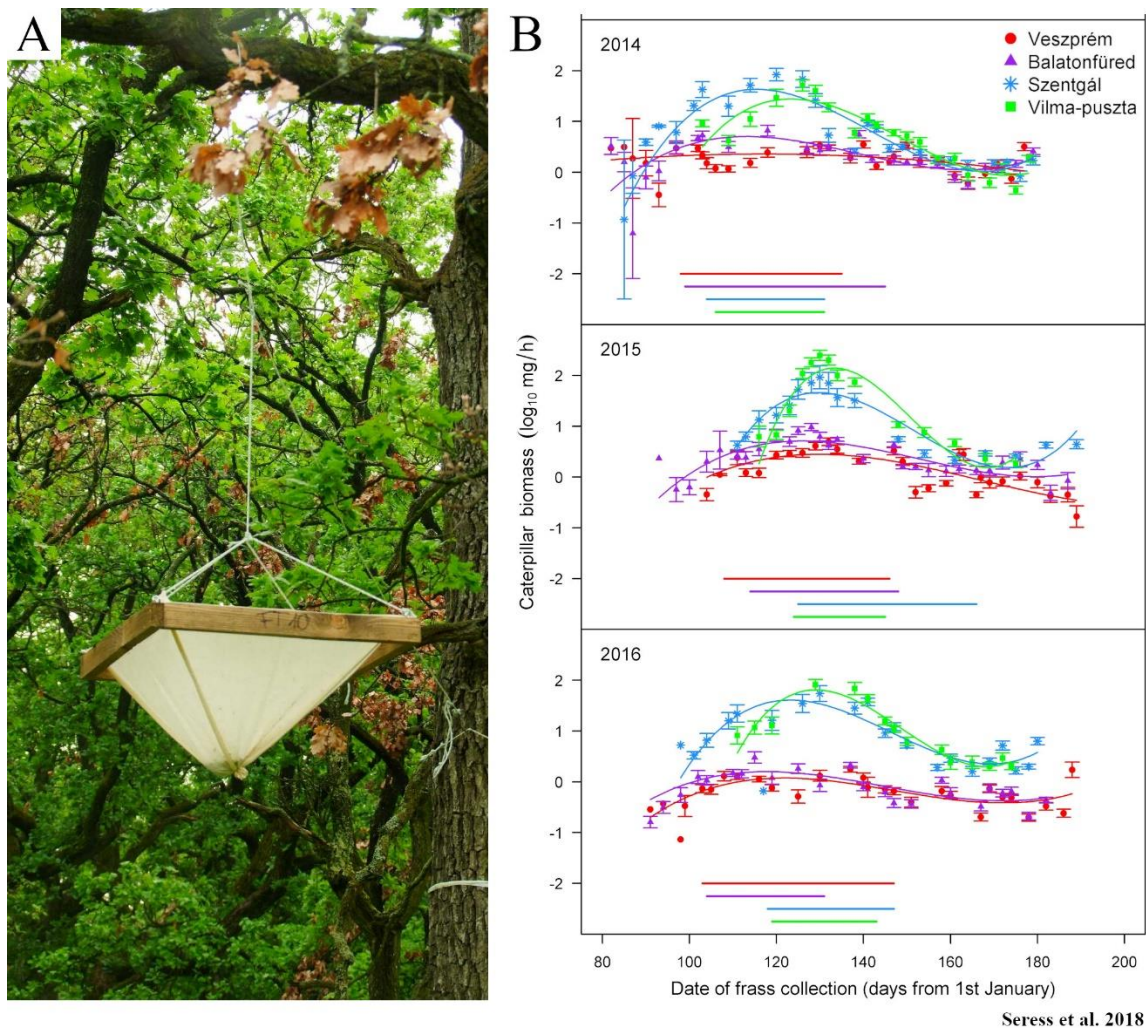 A
FT 10
B
Caterpillar biomass (log10 mg/h)
2014
Veszprém
Balatonfüred
Szentgál
Vilma-puszta
2
1
0
-1
-2
2015
2
1
0
-1
-2
2016
2
1
0
-1
-2
80 100 120 140 160 180 200
Date of frass collection (days from 1st January)
Seress et al. 2018